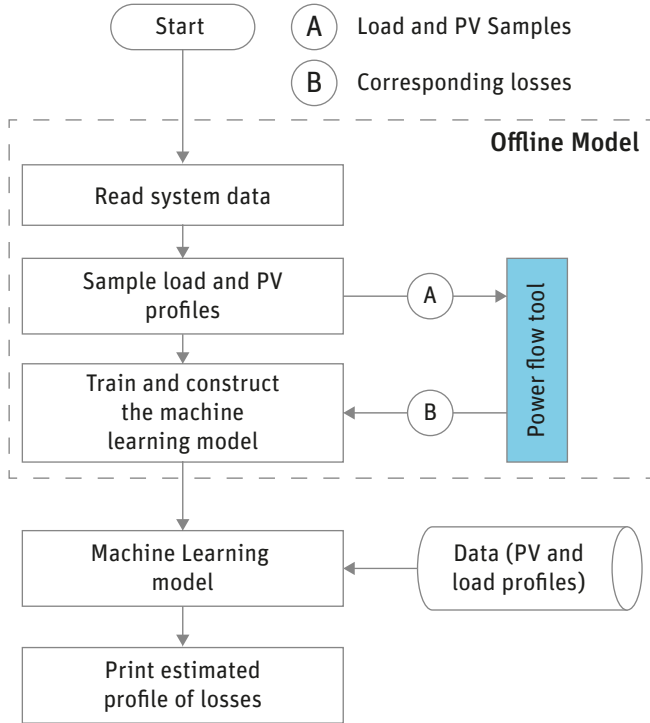 Start
A
Load and PV Samples
B
Corresponding losses
Offline Model
Read system data
Sample load and PV
profiles
A
Power flow tool
Train and construct
the machine
learning model
B
Machine Learning
model
Data (PV and
load profiles)
Print estimated
profile of losses